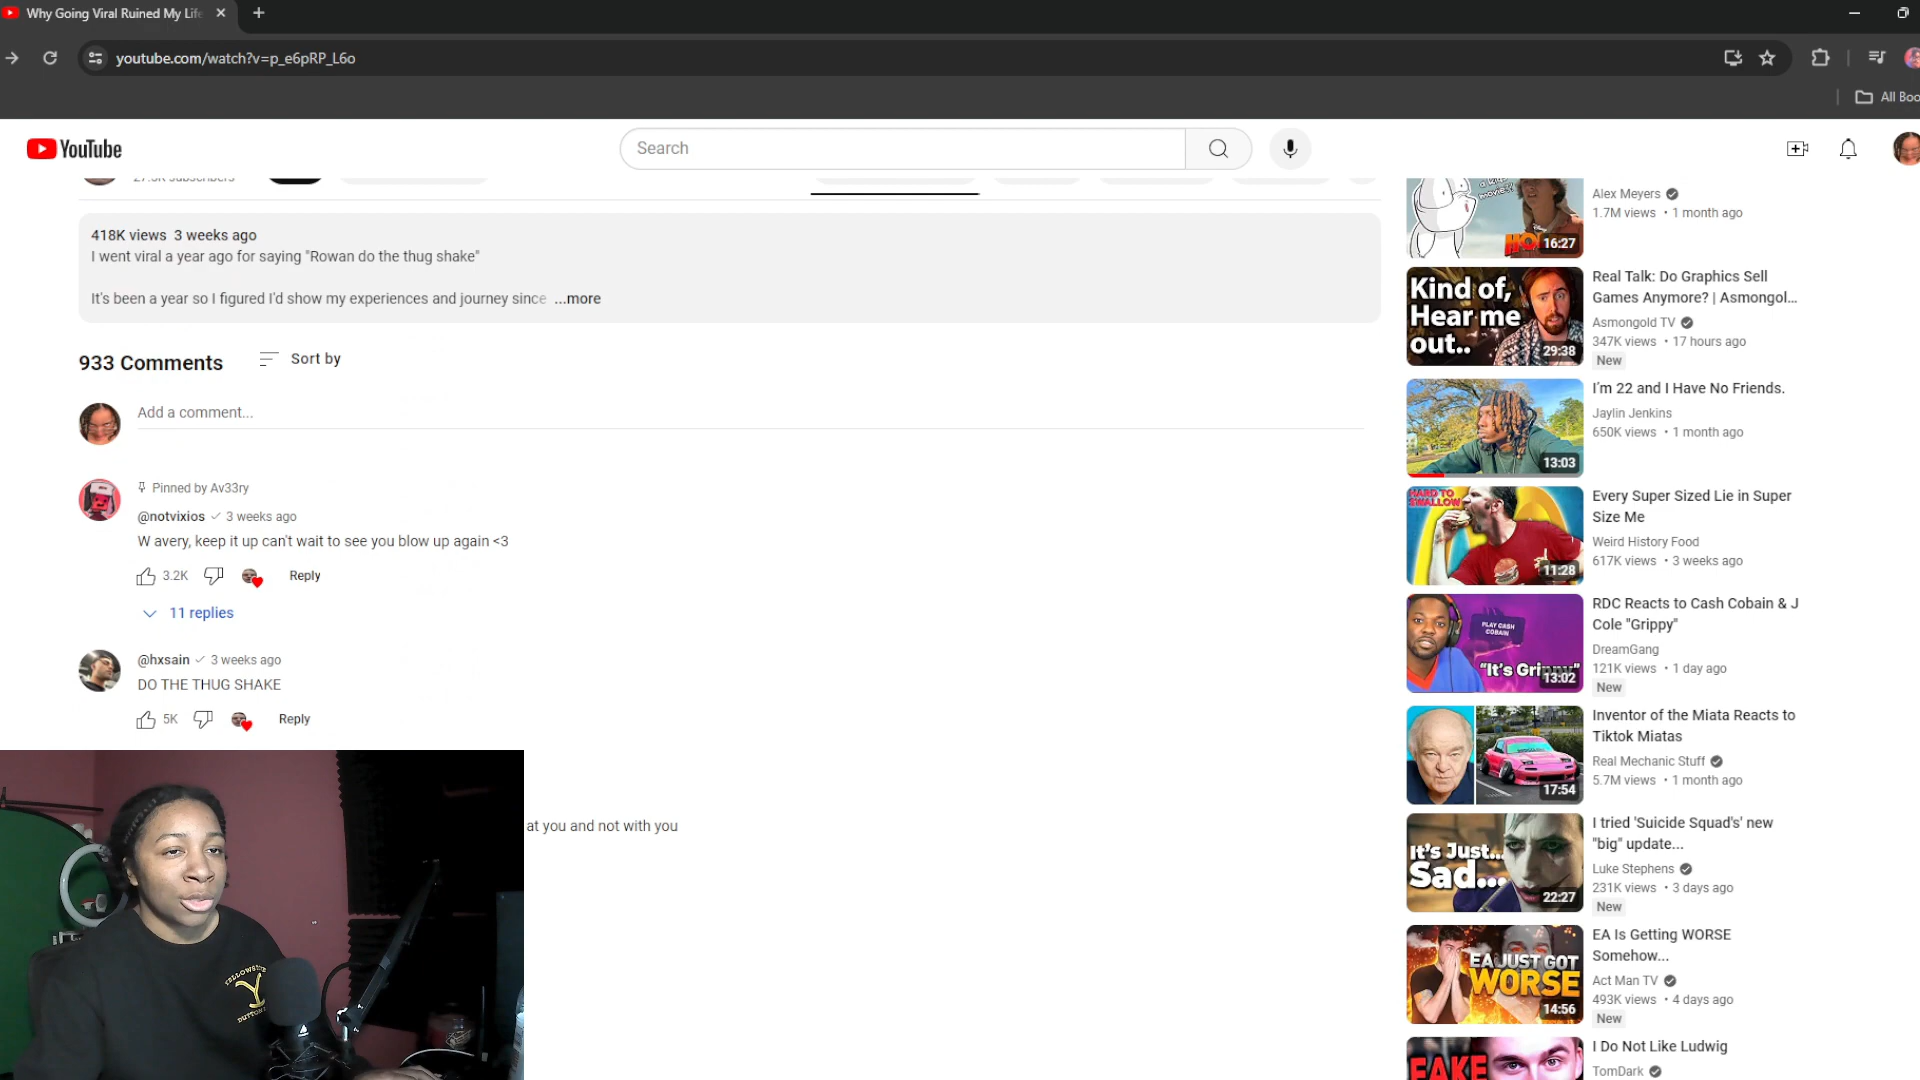 Why Going Viral Ruined My Life
youtube.com/watch?v=p_e6pRP_L6o
All Boo
YouTube
Search
27.5K subscribers
418K views 3 weeks ago
I went viral a year ago for saying "Rowan do the thug shake"
It's been a year so I figured I'd show my experiences and journey since ...more
933 Comments
Sort by
Add a comment...
Pinned by Av33ry
@notvixios 3 weeks ago
W avery, keep it up can't wait to see you blow up again <3
3.2K
Reply
11 replies
@hxsain 3 weeks ago
DO THE THUG SHAKE
5K
Reply
at you and not with you
YELLOWSTONE
Y
DUTTON
16:27
Alex Meyers
1.7M views • 1 month ago
Kind of,
Hear me
out..
29:38
Real Talk: Do Graphics Sell
Games Anymore? | Asmongol...
Asmongold TV
347K views • 17 hours ago
New
13:03
I'm 22 and I Have No Friends.
Jaylin Jenkins
650K views • 1 month ago
HARD TO
SWALLOW
11:28
Every Super Sized Lie in Super
Size Me
Weird History Food
617K views • 3 weeks ago
PLAY CASH
COBAIN
"It's Grippy"
13:02
RDC Reacts to Cash Cobain & J
Cole "Grippy"
DreamGang
121K views • 1 day ago
New
17:54
Inventor of the Miata Reacts to
Tiktok Miatas
Real Mechanic Stuff
5.7M views • 1 month ago
It's Just...
Sad...
22:27
I tried 'Suicide Squad's' new
"big" update...
Luke Stephens
231K views • 3 days ago
New
EA JUST GOT
WORSE
14:56
EA Is Getting WORSE
Somehow...
Act Man TV
493K views • 4 days ago
New
FAKE
I Do Not Like Ludwig
TomDark